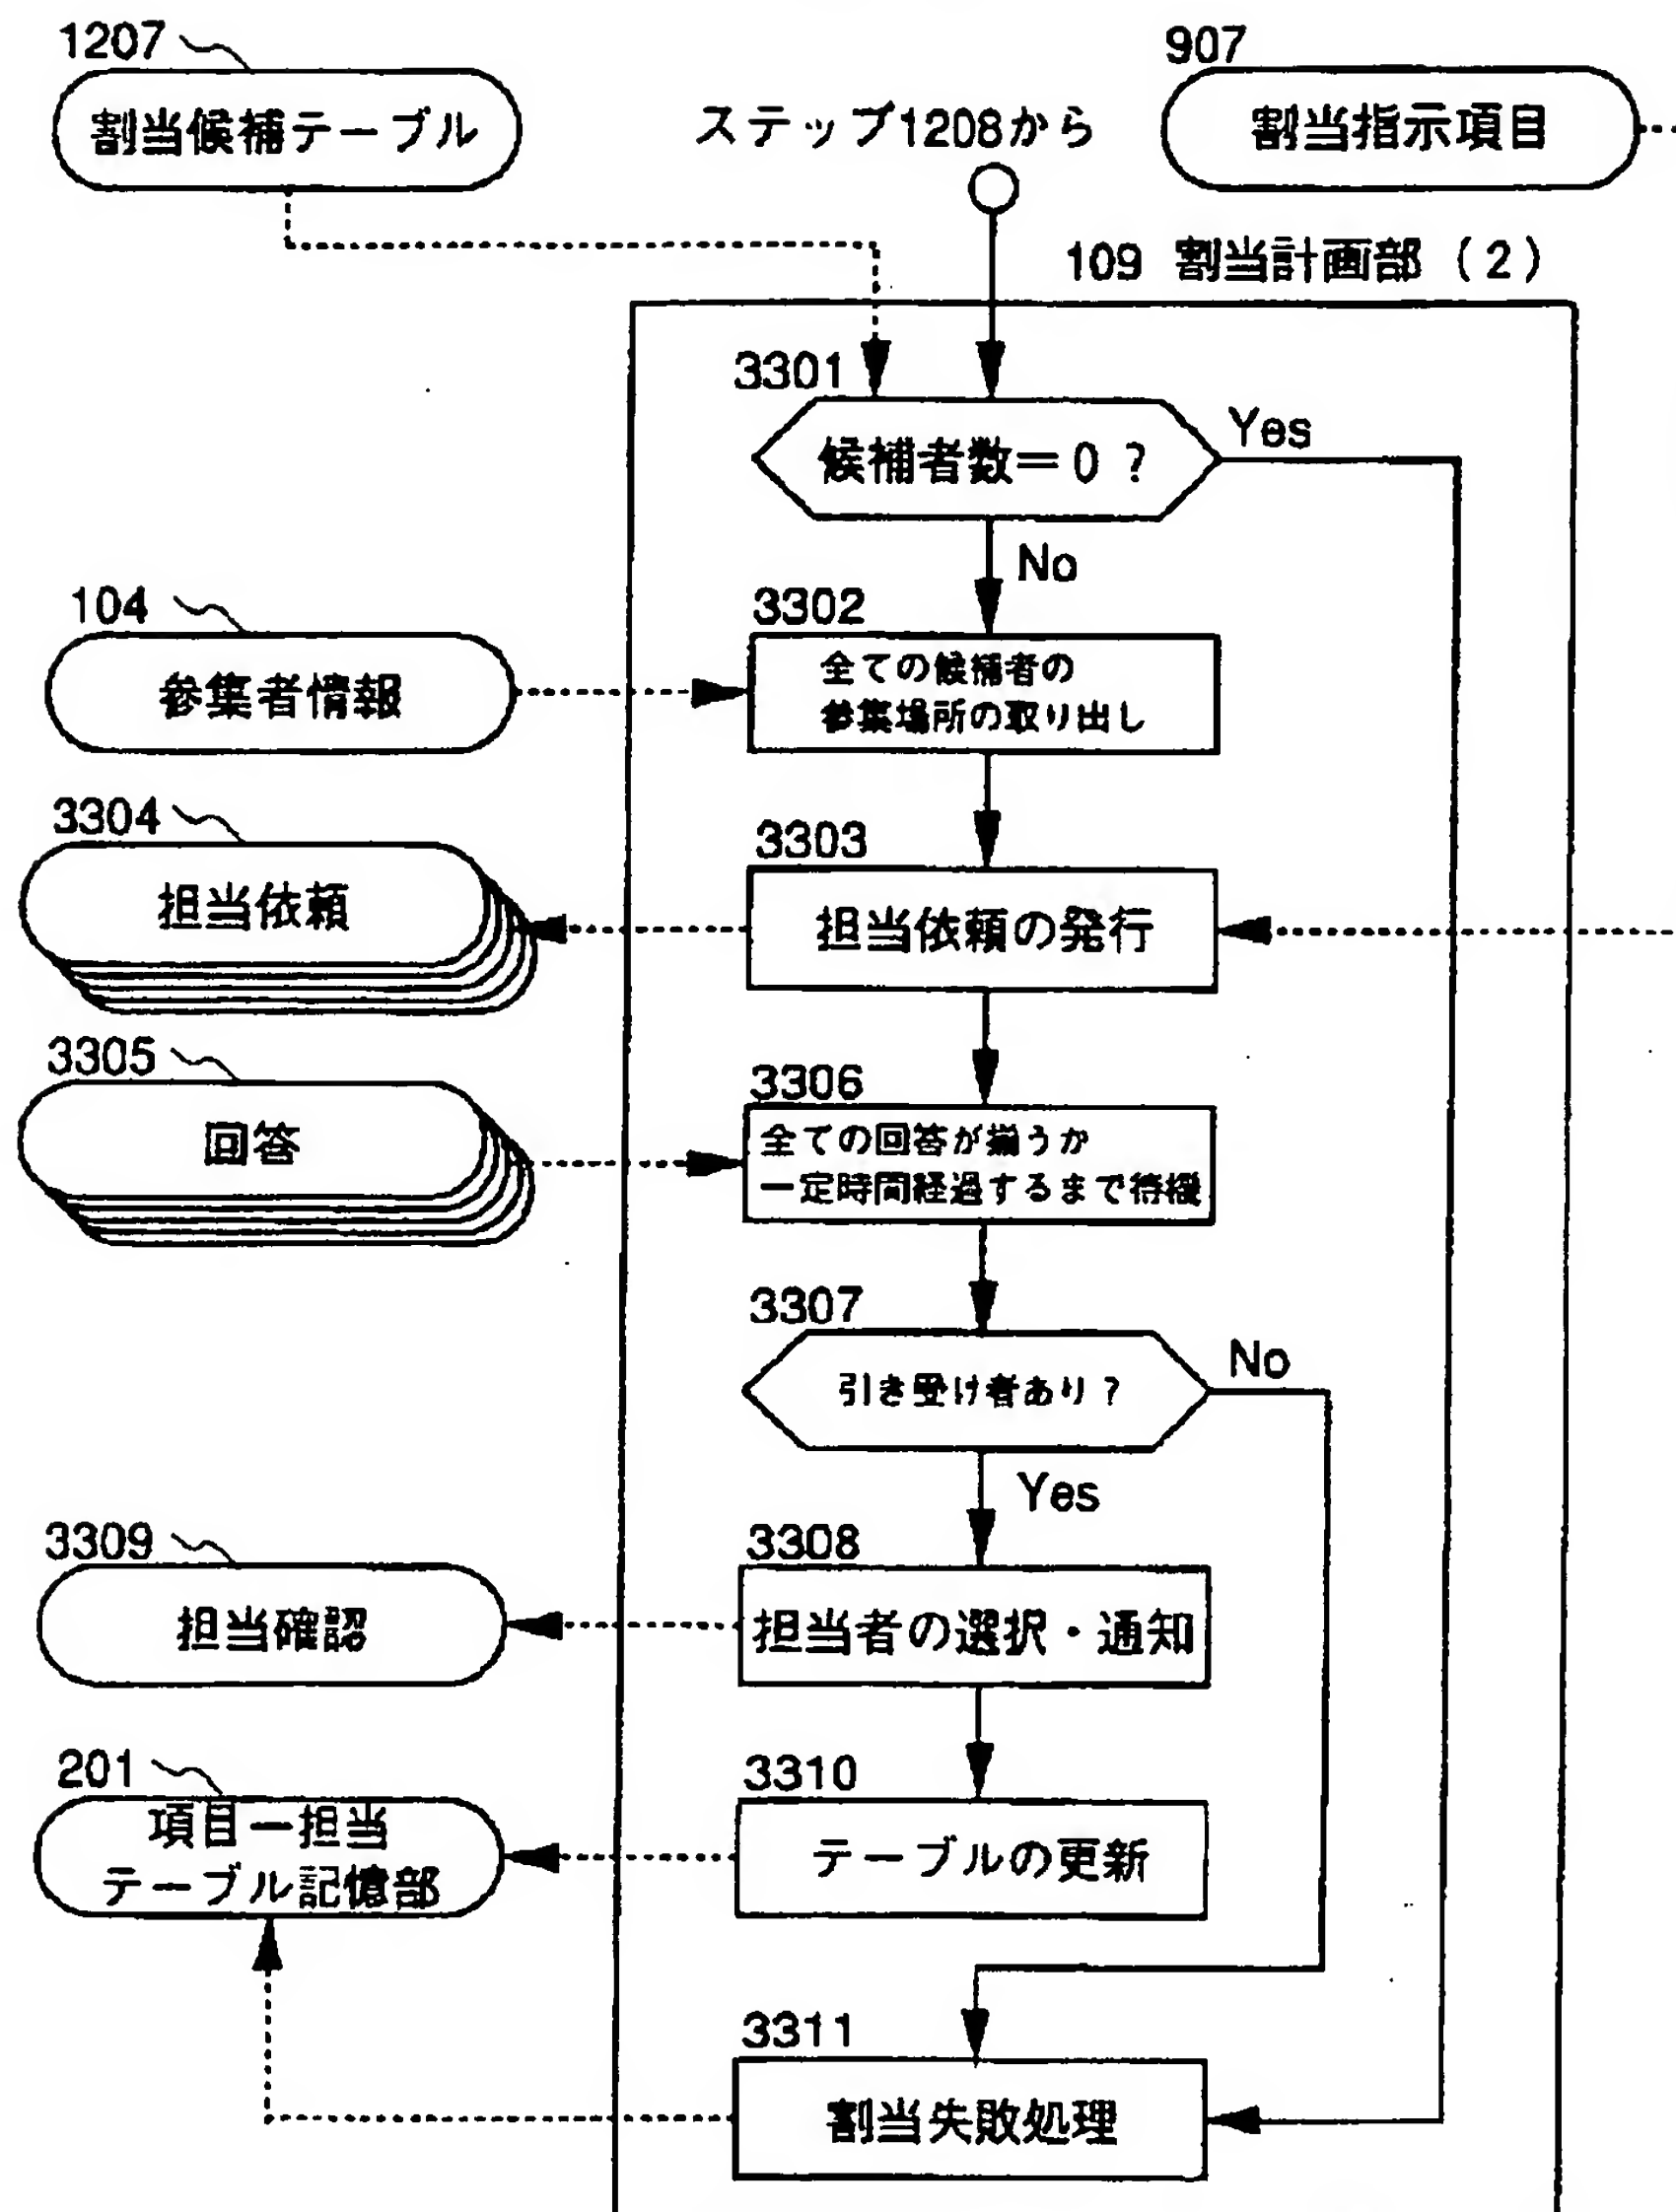 1207
割当候補テーブル
ステップ1208から
907
割当指示項目
109 割当計画部（2）
3301
候補者数＝0？
Yes
No
104
参集者情報
3302
全ての候補者の
参集場所の取り出し
3304
担当依頼
3303
担当依頼の発行
3305
回答
3306
全ての回答が揃うか
一定時間経過するまで待機
3307
引き受け者あり？
No
Yes
3309
担当確認
3308
担当者の選択・通知
201
項目ー担当
テーブル記憶部
3310
テーブルの更新
3311
割当失敗処理